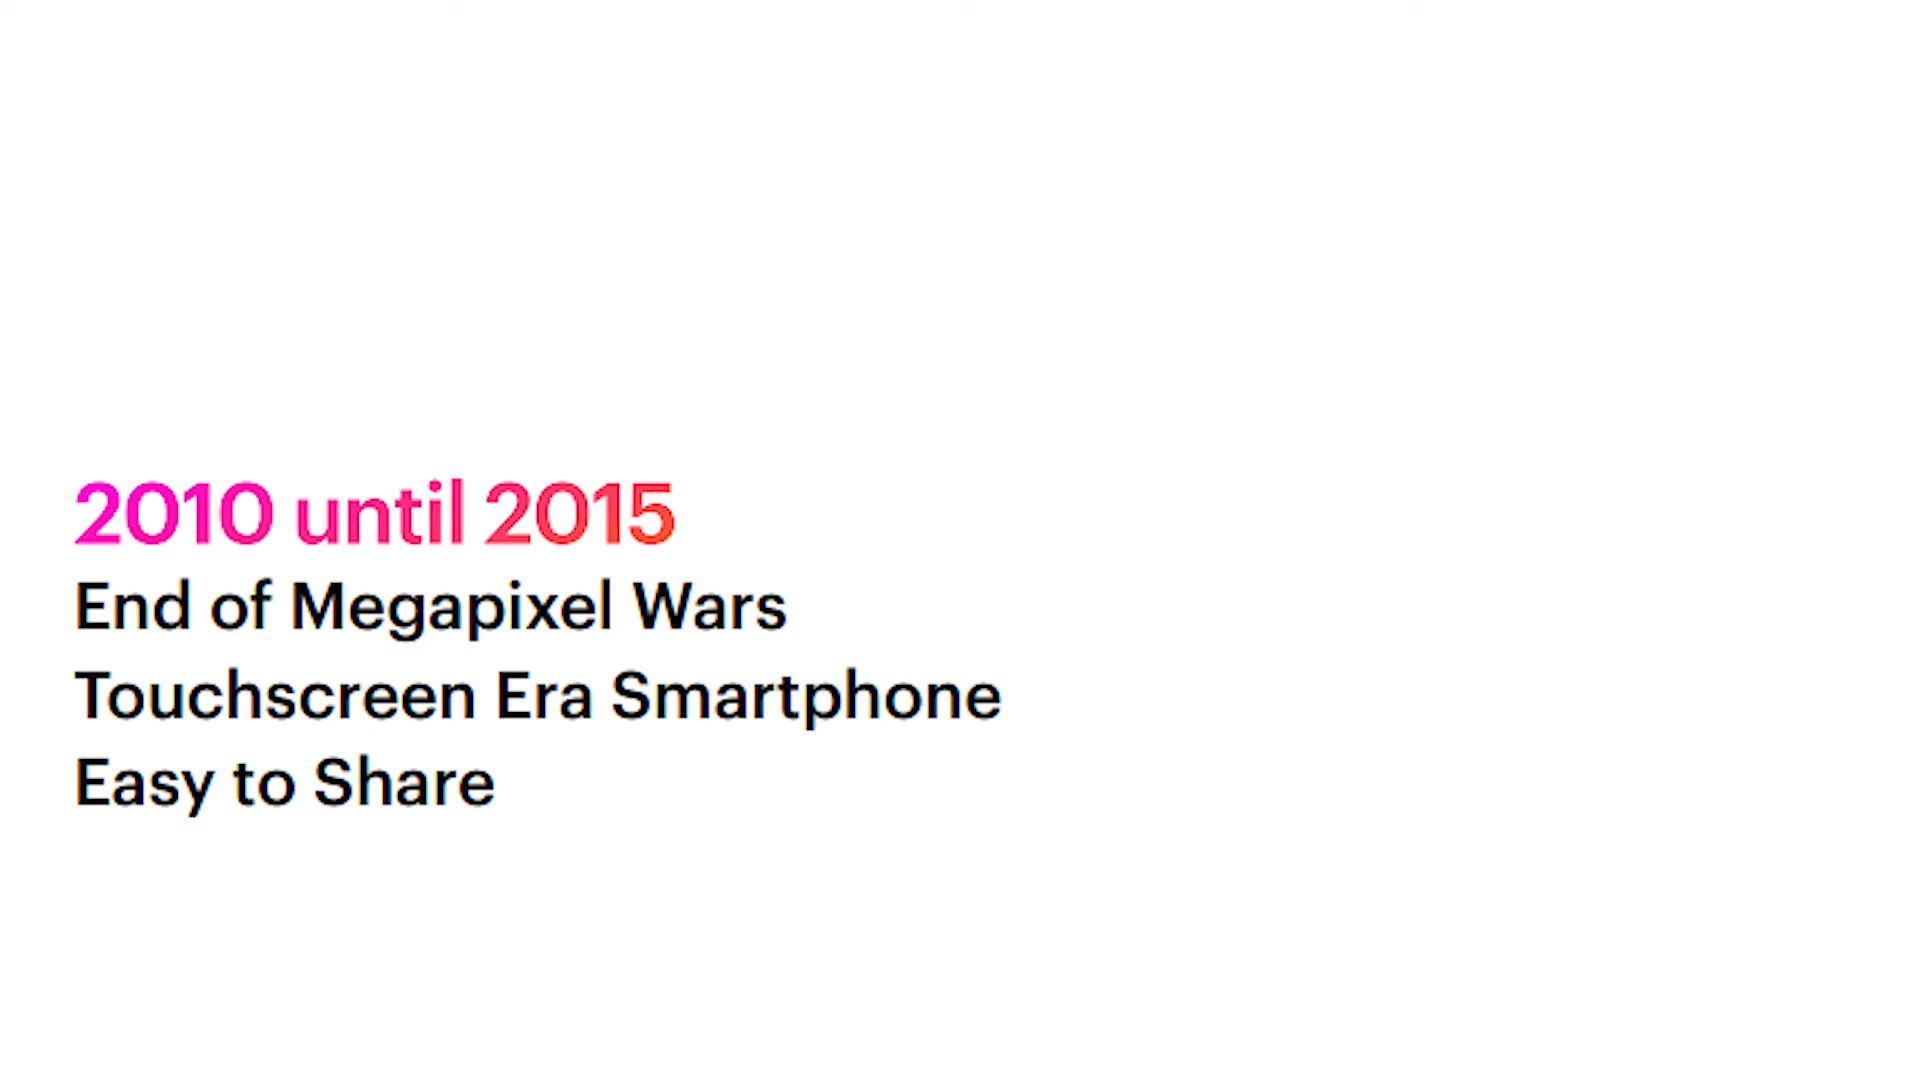 2010 until 2015
End of Megapixel Wars
Touchscreen Era Smartphone
Easy to Share